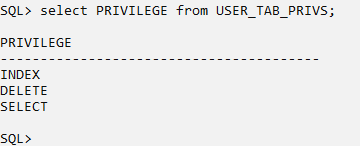 SQL> select PRIVILEGE from USER_TAB_PRIVS;
PRIVILEGE
----------------------------------------
INDEX
DELETE
SELECT
SQL>